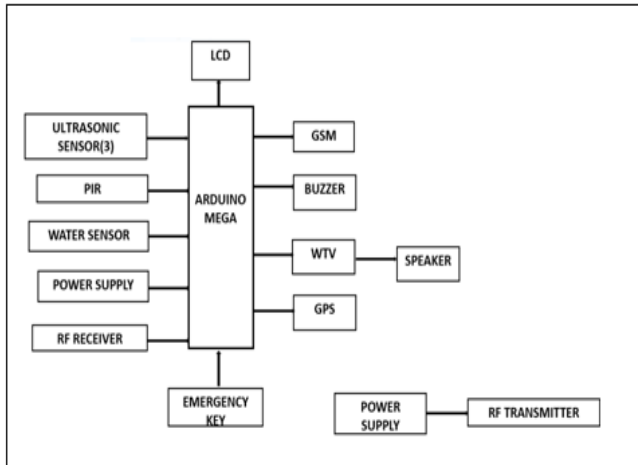 LCD
ULTRASONIC
SENSOR(3)
PIR
WATER SENSOR
POWER SUPPLY
RF RECEIVER
ARDUINO
MEGA
GSM
BUZZER
WTV
SPEAKER
GPS
EMERGENCY
KEY
POWER
SUPPLY
RF TRANSMITTER